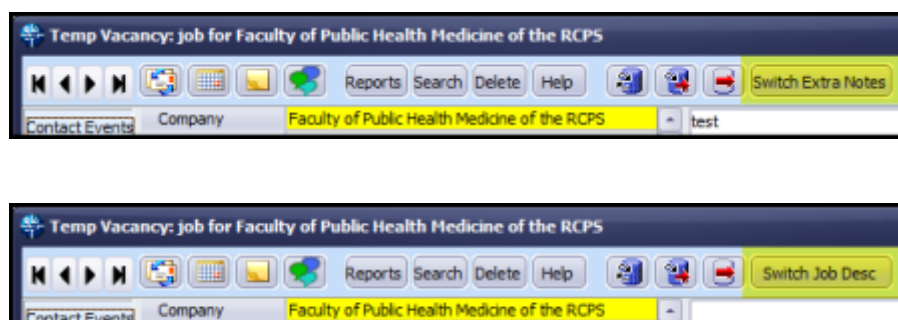 Temp Vacancy: job for Faculty of Public Health Medicine of the RCPS
Reports Search Delete Help Switch Extra Notes
Contact Events Company Faculty of Public Health Medicine of the RCPS test
Temp Vacancy: job for Faculty of Public Health Medicine of the RCPS
Reports Search Delete Help Switch Job Desc
Contact Events Company Faculty of Public Health Medicine of the RCPS